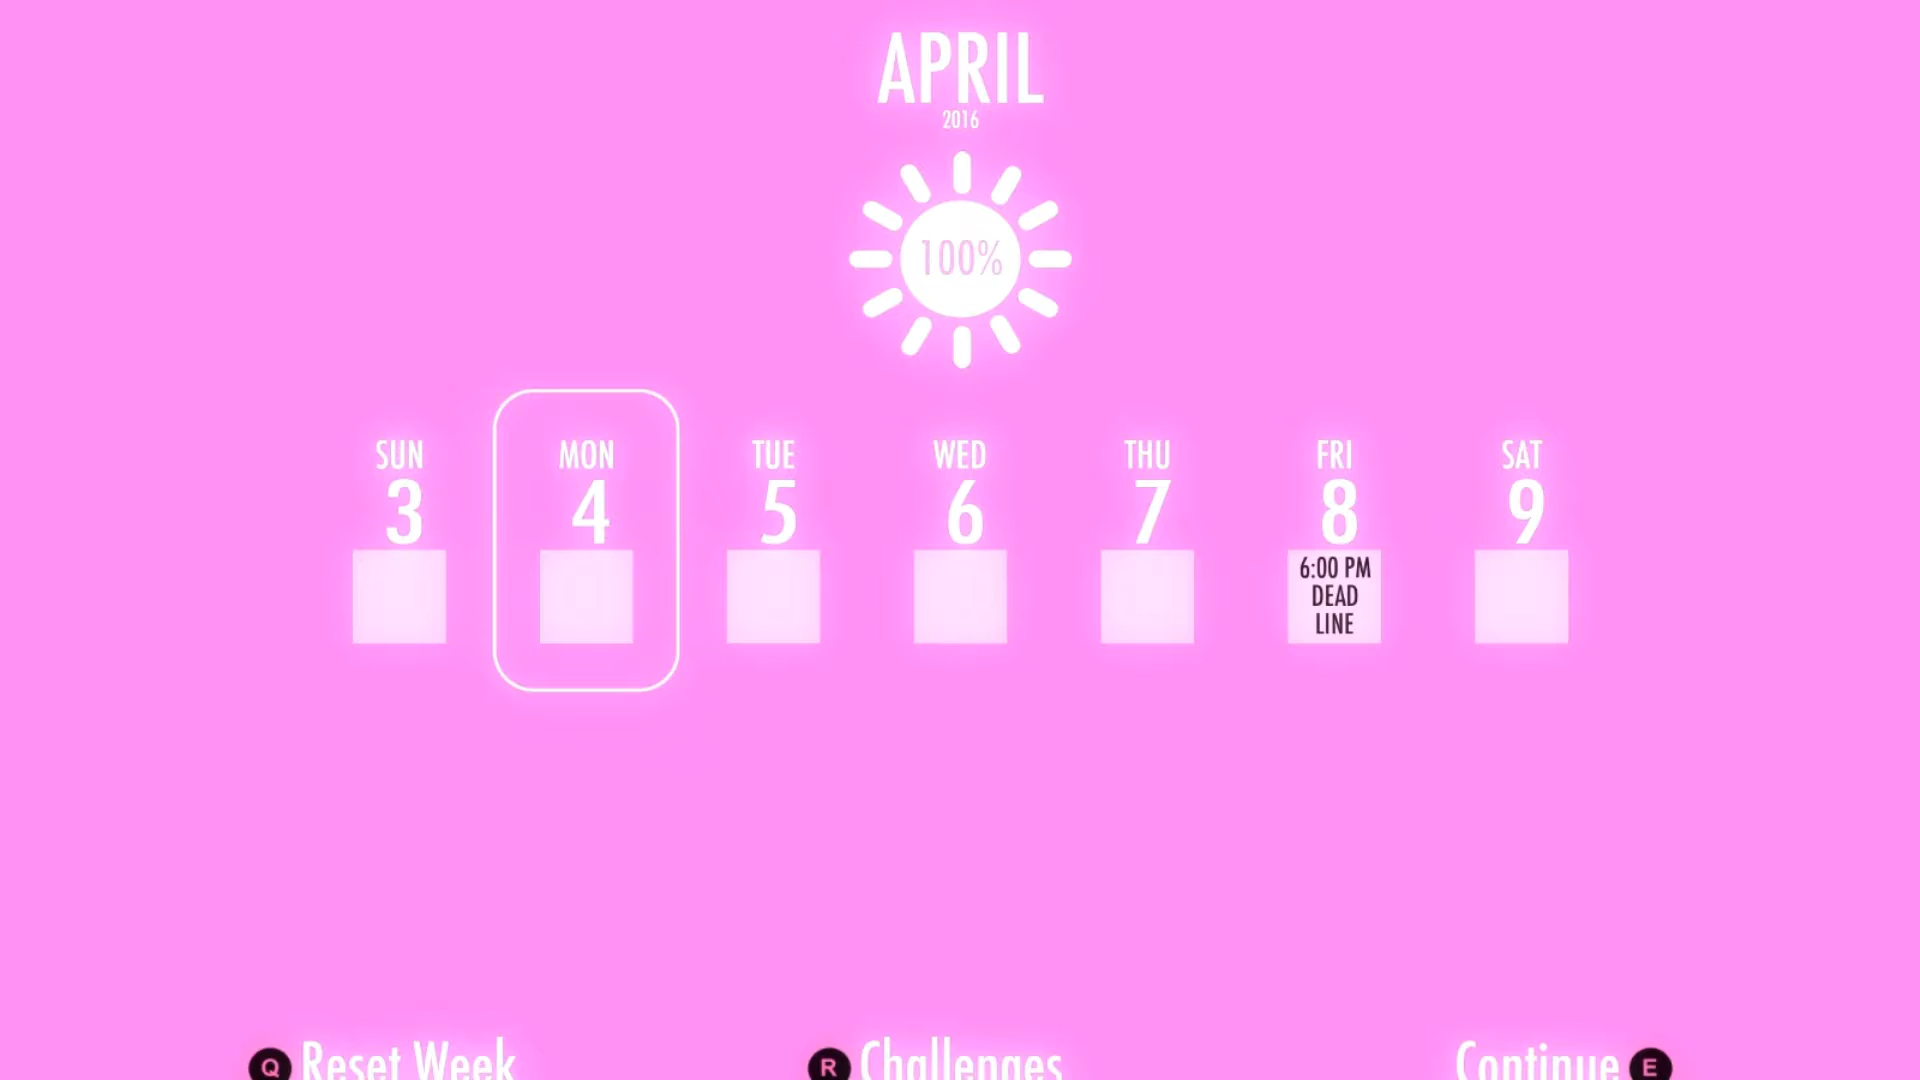 APRIL
2016
100%
SUN MON TUE WED THU FRI SAT
3 4 5 6 7 8 9
6:00 PM
DEAD
LINE
Q Reset Week R Challenges Continue E